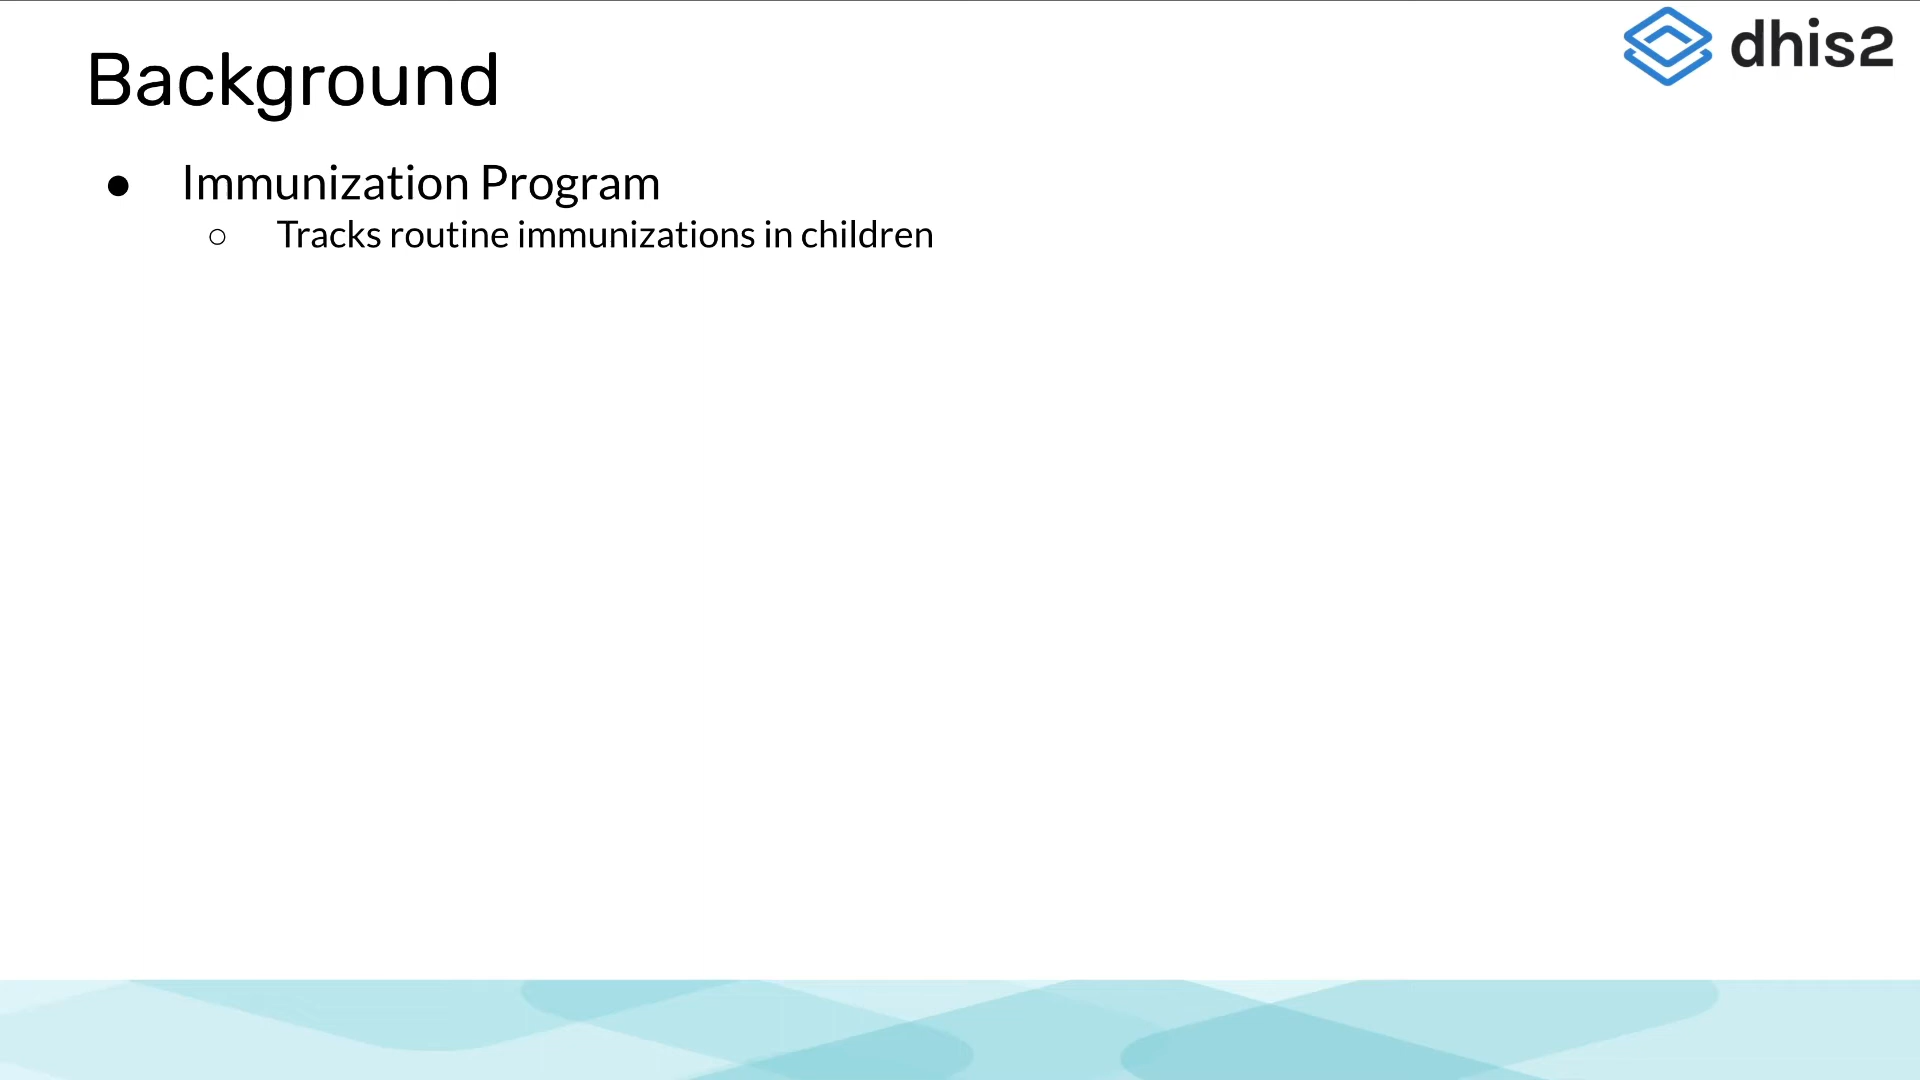 dhis2
Background
● Immunization Program
○ Tracks routine immunizations in children